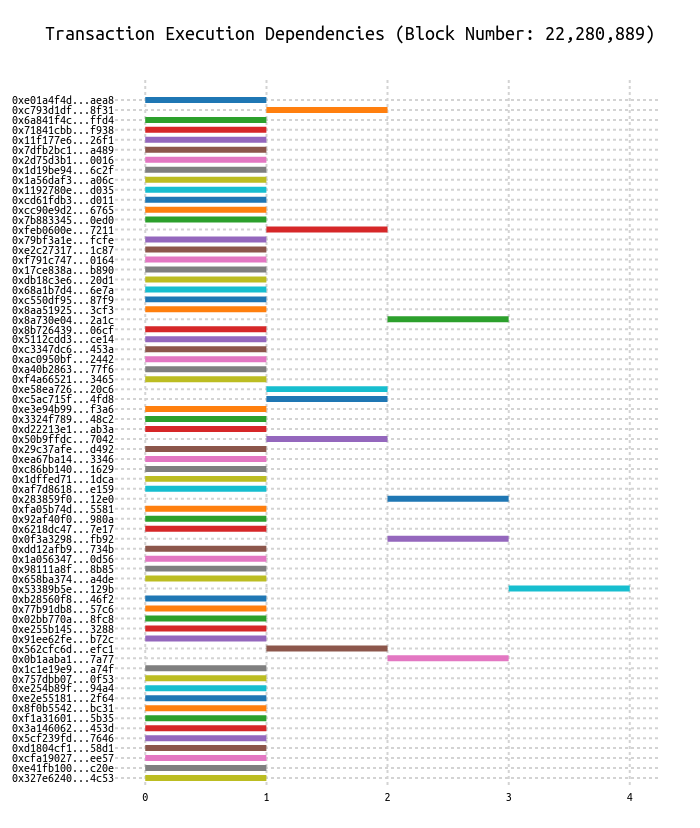 Transaction Execution Dependencies (Block Number: 22,280,889)
0xe01a4f4d...aea8
0xc793d1df...8f31
0x6a841f4c...ffd4
0x71841cbb...f938
0x11f177e6...26f1
0x7dfb2bc1...a489
0x2d75d3b1...0016
0x1d19be94...6c2f
0x1a56daf3...a06c
0x1192780e...d035
0xcd61fdb3...d011
0xcc90e9d2...6765
0x7b883345...0ed0
0xfeb0600e...7211
0x79bf3a1e...fcfe
0xe2c27317...1c87
0xf791c747...0164
0x17ce838a...b890
0xdb18c3e6...20d1
0x68a1b7d4...6e7a
0xc550df95...87f9
0x8aa51925...3cf3
0x8a730e04...2a1c
0x8b726439...06cf
0x5112cdd3...ce14
0xc3347dc6...453a
0xac0950bf...2442
0xa40b2863...77f6
0xf4a66521...3465
0xe58ea726...20c6
0xc5ac715f...4fd8
0xe3e94b99...f3a6
0x3324f789...48c2
0xd22213e1...ab3a
0x50b9ffdc...7042
0x29c37afe...d492
0xea67ba14...3346
0xc86bb140...1629
0x1dffed71...1dca
0xaf7d8618...e159
0x283859f0...12e0
0xfa05b74d...5581
0x92af40f0...980a
0x6218dc47...7e17
0x0f3a3298...fb92
0xdd12afb9...734b
0x1a056347...0d56
0x98111a8f...8b85
0x658ba374...a4de
0x53389b5e...129b
0xb28560f8...46f2
0x77b91db8...57c6
0x02bb770a...8fc8
0xe255b145...3288
0x91ee62fe...b72c
0x562cfc6d...efc1
0x0b1aaba1...7a77
0x1c1e19e9...a74f
0x757dbb07...0f53
0xe254b89f...94a4
0xe2e55181...2f64
0x8f0b5542...bc31
0xf1a31601...5b35
0x3a146062...453d
0x5cf239fd...7646
0xd1804cf1...58d1
0xcfa19027...ee57
0xe41fb100...c20e
0x327e6240...4c53
0 1 2 3 4